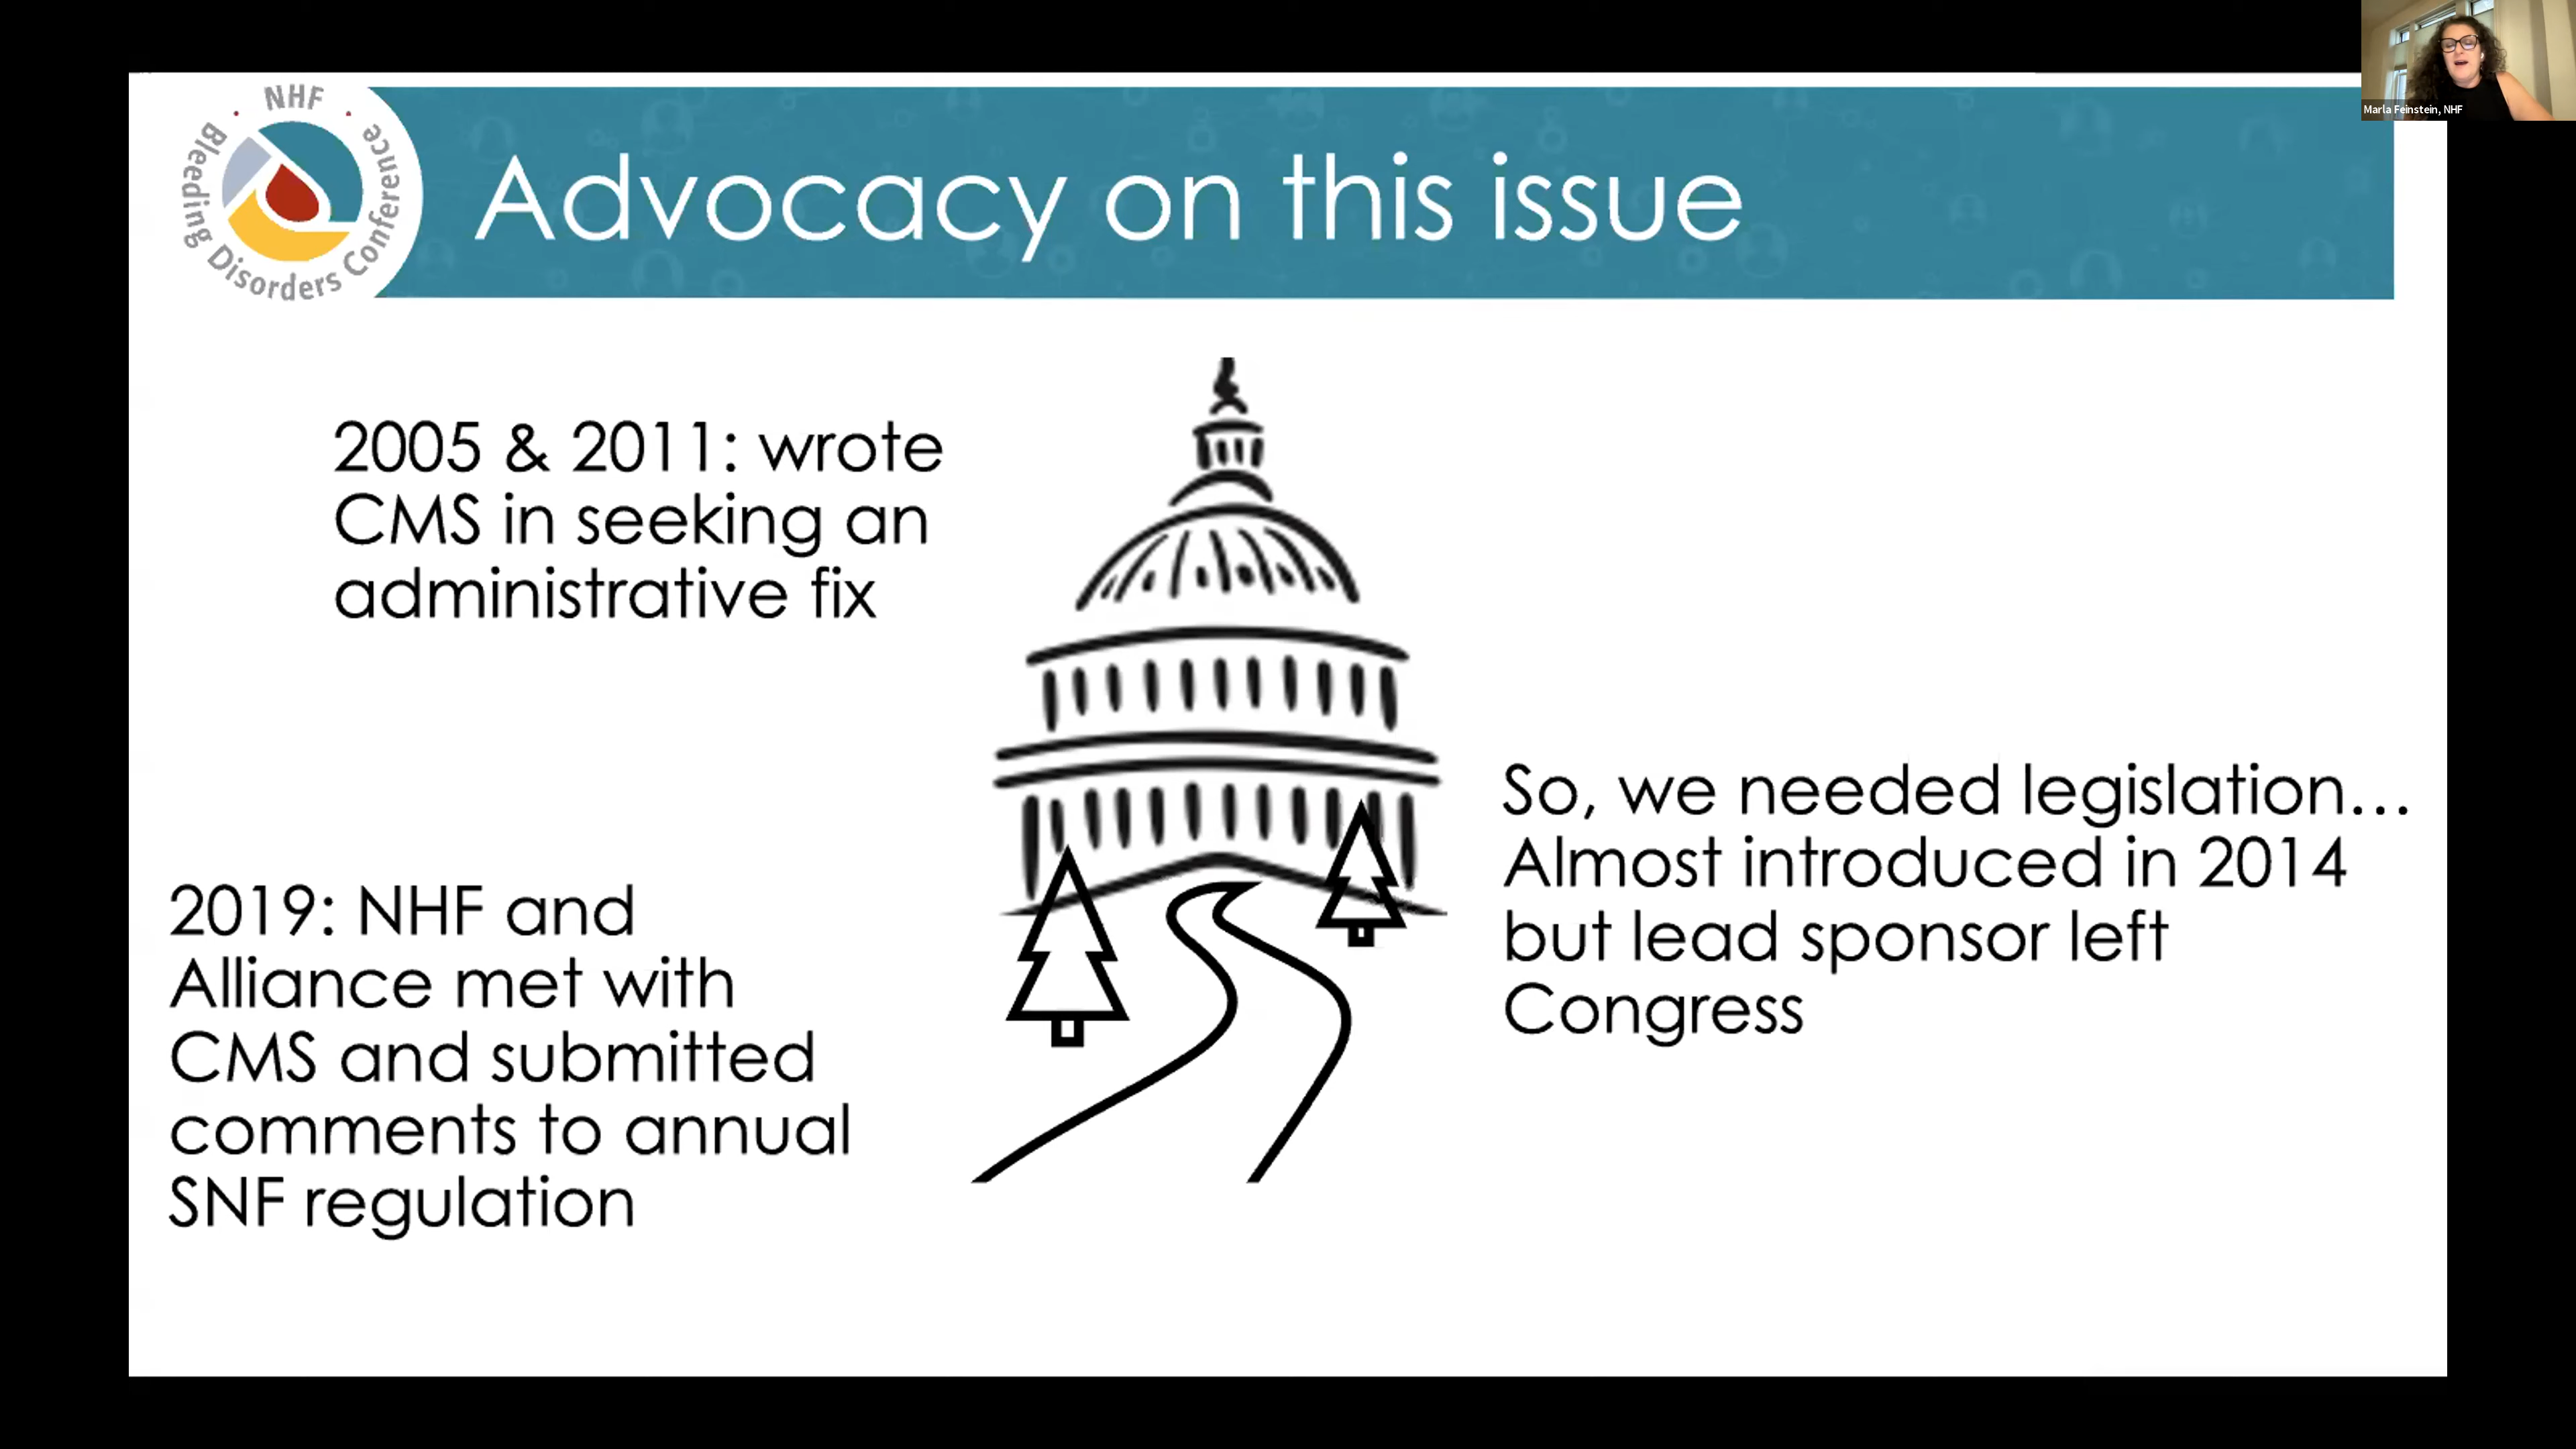 NHF
Bleeding Disorders Conference
Marla Feinstein, NHF
Advocacy on this issue
2005 & 2011: wrote
CMS in seeking an
administrative fix
So, we needed legislation...
Almost introduced in 2014
but lead sponsor left
Congress
2019: NHF and
Alliance met with
CMS and submitted
comments to annual
SNF regulation